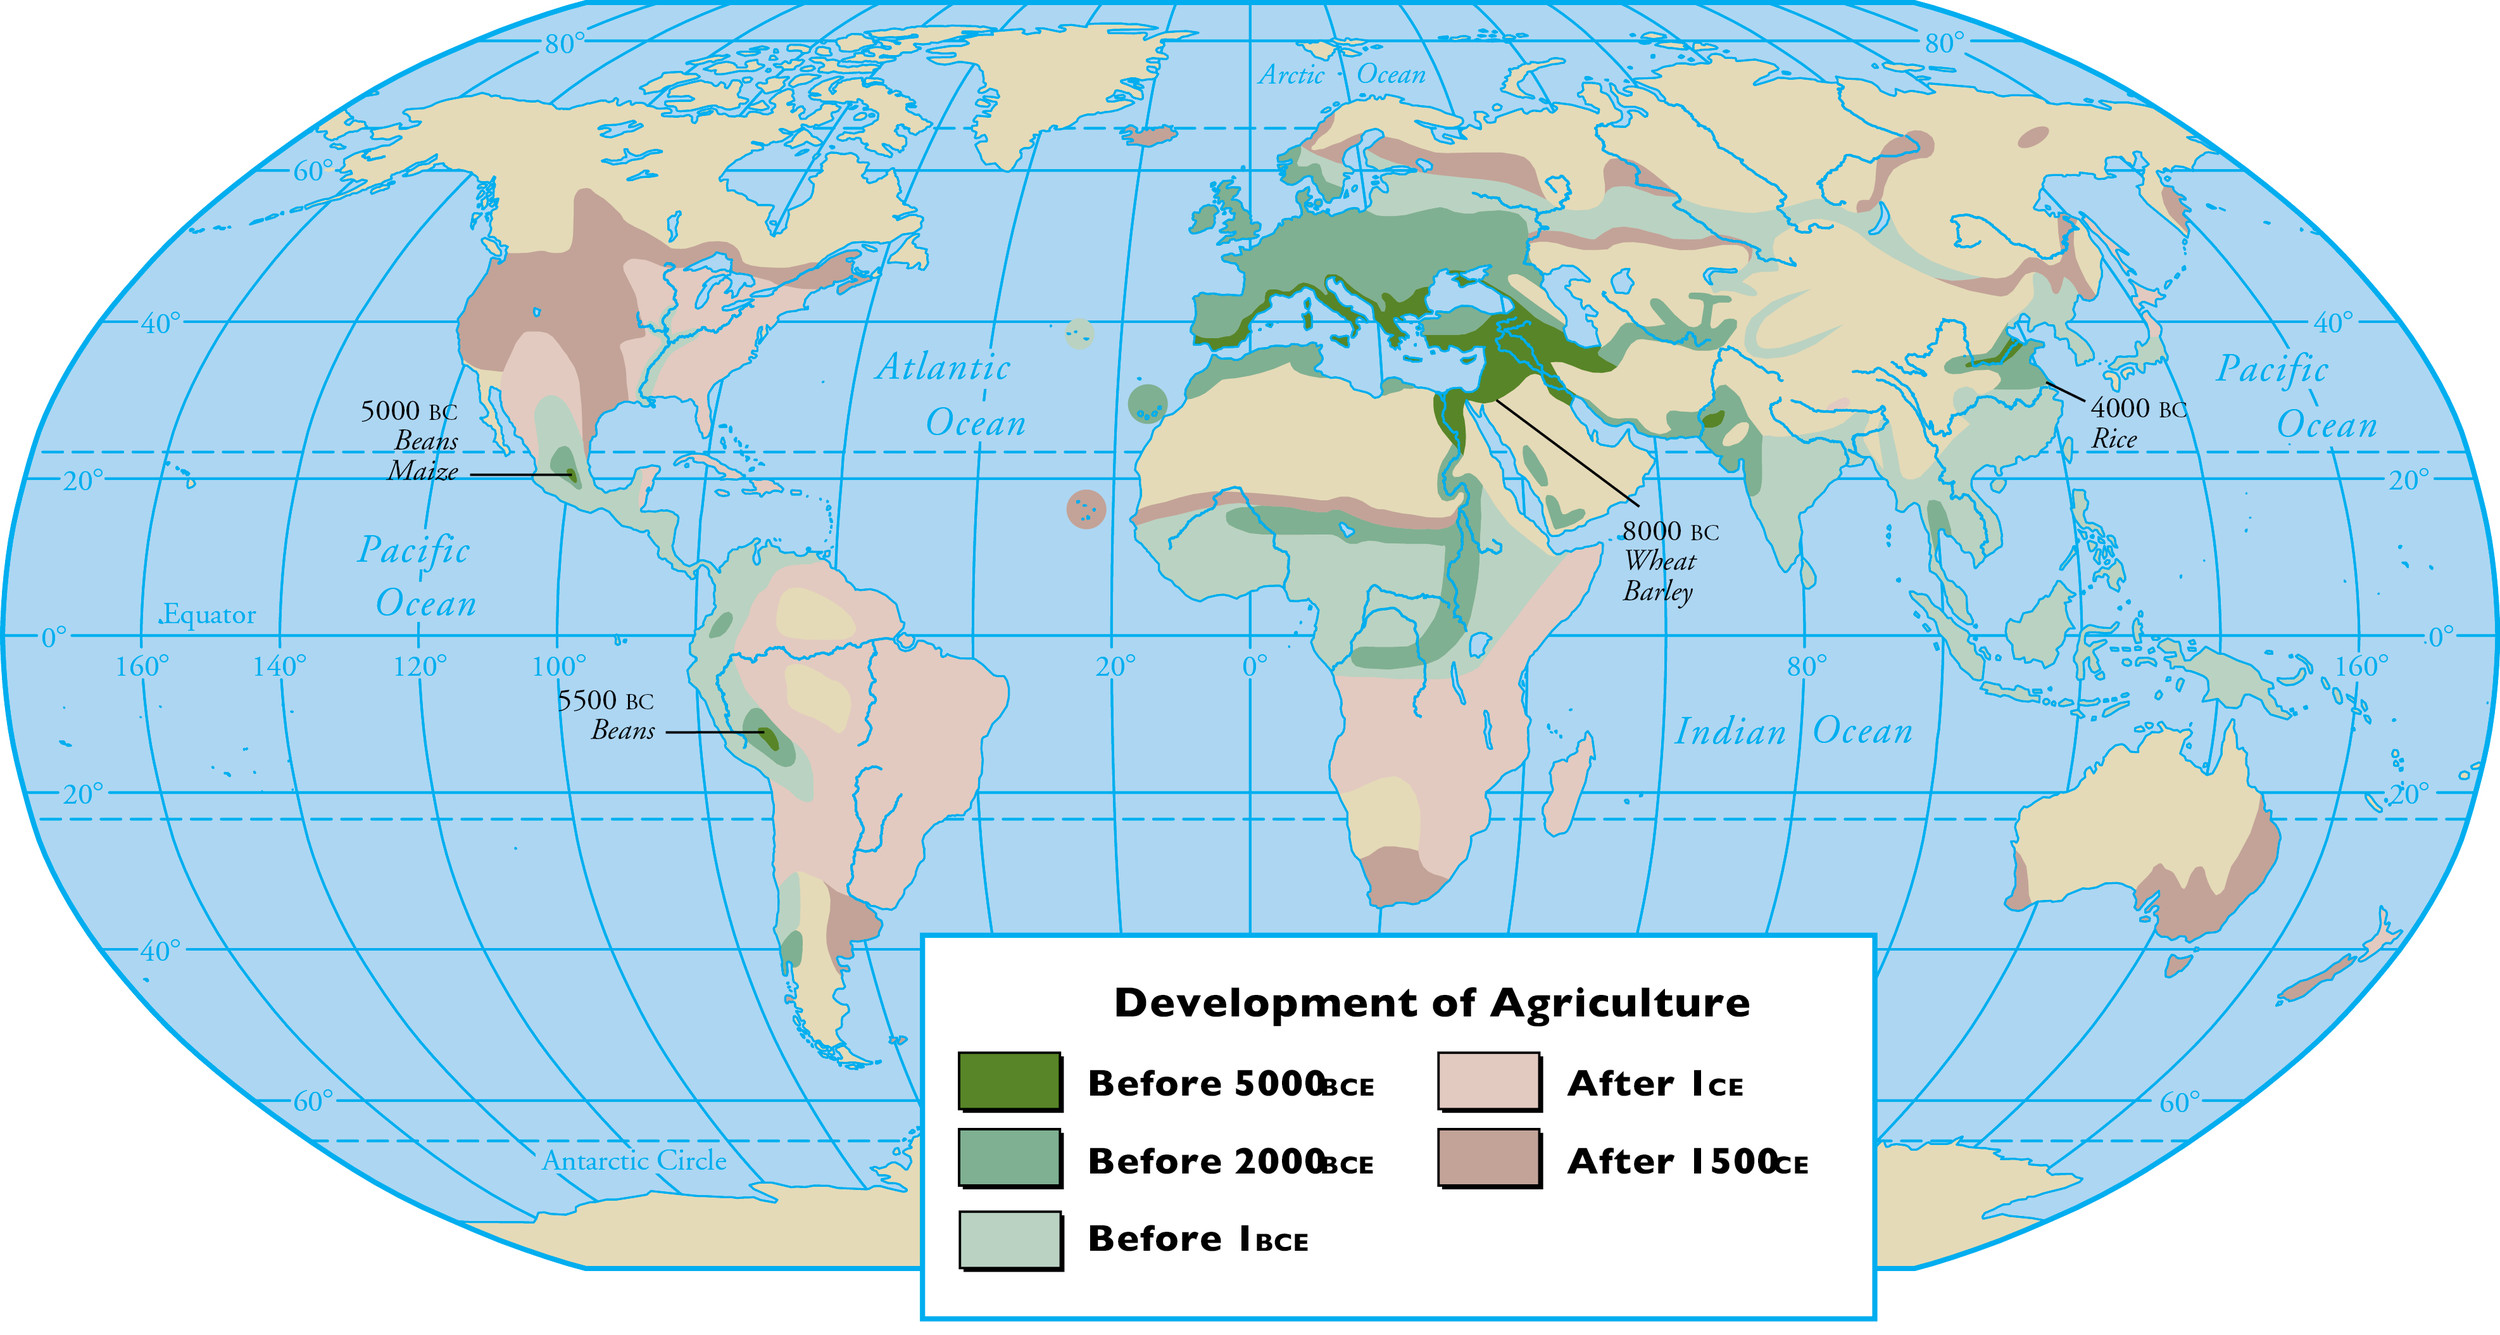 80°
80°
Arctic Ocean
60°
40°
40°
Atlantic
Ocean
Pacific
Ocean
Pacific
Ocean
5000 BC
Beans
Maize
4000 BC
Rice
20°
20°
8000 BC
Wheat
Barley
Pacific
Ocean
Equator
0°
0°
160°
140°
120°
100°
20°
0°
80°
160°
5500 BC
Beans
Indian Ocean
20°
20°
40°
60°
60°
Antarctic Circle
Development of Agriculture
Before 5000BCE
After 1CE
Before 2000BCE
After 1500CE
Before 1BCE